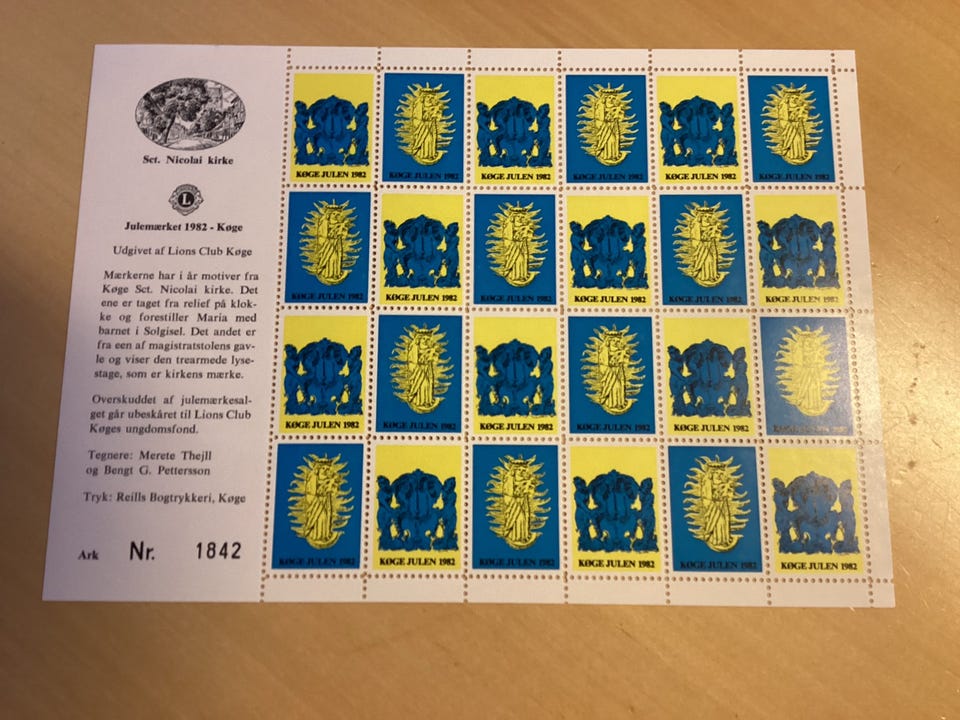 Sct. Nicolai kirke
L
Julemærket 1982 - Køge
Udgivet af Lions Club Køge
Mærkerne har i år motiver fra
Køge Sct. Nicolai kirke. Det
ene er taget fra relief på klok-
ke og forestiller Maria med
barnet i Solgisel. Det andet er
fra een af magistratstolens gav-
le og viser den trearmede lyse-
stage, som er kirkens mærke.
Overskuddet af julemærkesal-
get går ubeskåret til Lions Club
Køges ungdomsfond.
Tegnere: Merete Thejll
og Bengt G. Pettersson
Tryk: Reills Bogtrykkeri, Køge
Ark Nr. 1842
KØGE JULEN 1982 KØGE JULEN 1982 KØGE JULEN 1982 KØGE JULEN 1982 KØGE JULEN 1982 KØGE JULEN 1982
KØGE JULEN 1982 KØGE JULEN 1982 KØGE JULEN 1982 KØGE JULEN 1982 KØGE JULEN 1982 KØGE JULEN 1982
KØGE JULEN 1982 KØGE JULEN 1982 KØGE JULEN 1982 KØGE JULEN 1982 KØGE JULEN 1982 KØGE JULEN 1982
KØGE JULEN 1982 KØGE JULEN 1982 KØGE JULEN 1982 KØGE JULEN 1982 KØGE JULEN 1982 KØGE JULEN 1982